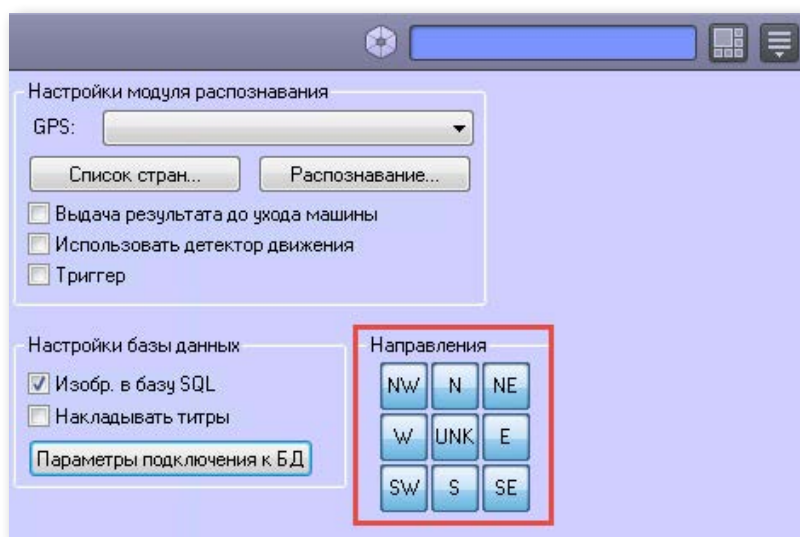 Настройки модуля распознавания
GPS:
Список стран... Распознавание...
Выдача результата до ухода машины
Использовать детектор движения
Триггер
Настройки базы данных
Изобр. в базу SQL
Накладывать титры
Параметры подключения к БД
Направления
NW N NE
W UNK E
SW S SE